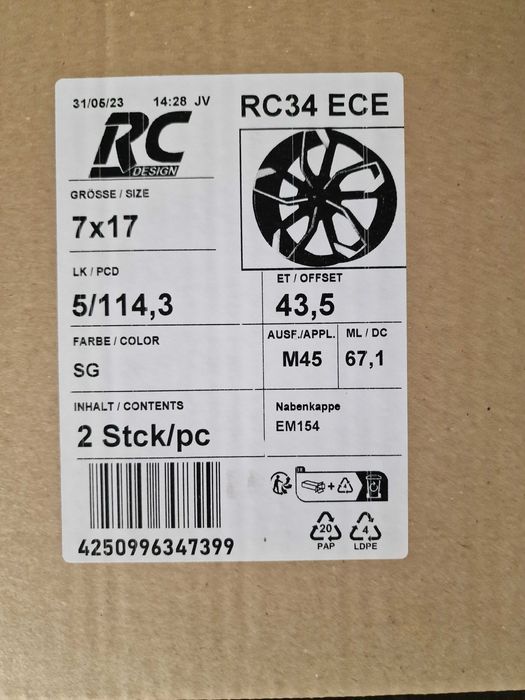 31/05/23 14:28 JV
RC34 ECE
RC
DESIGN
GRÖSSE / SIZE
7x17
LK / PCD
5/114,3
ET / OFFSET
43,5
FARBE / COLOR
SG
AUSF./APPL.
M45
ML / DC
67,1
INHALT / CONTENTS
2 Stck/pc
Nabenkappe
EM154
4250996347399
20
PAP
4
LDPE